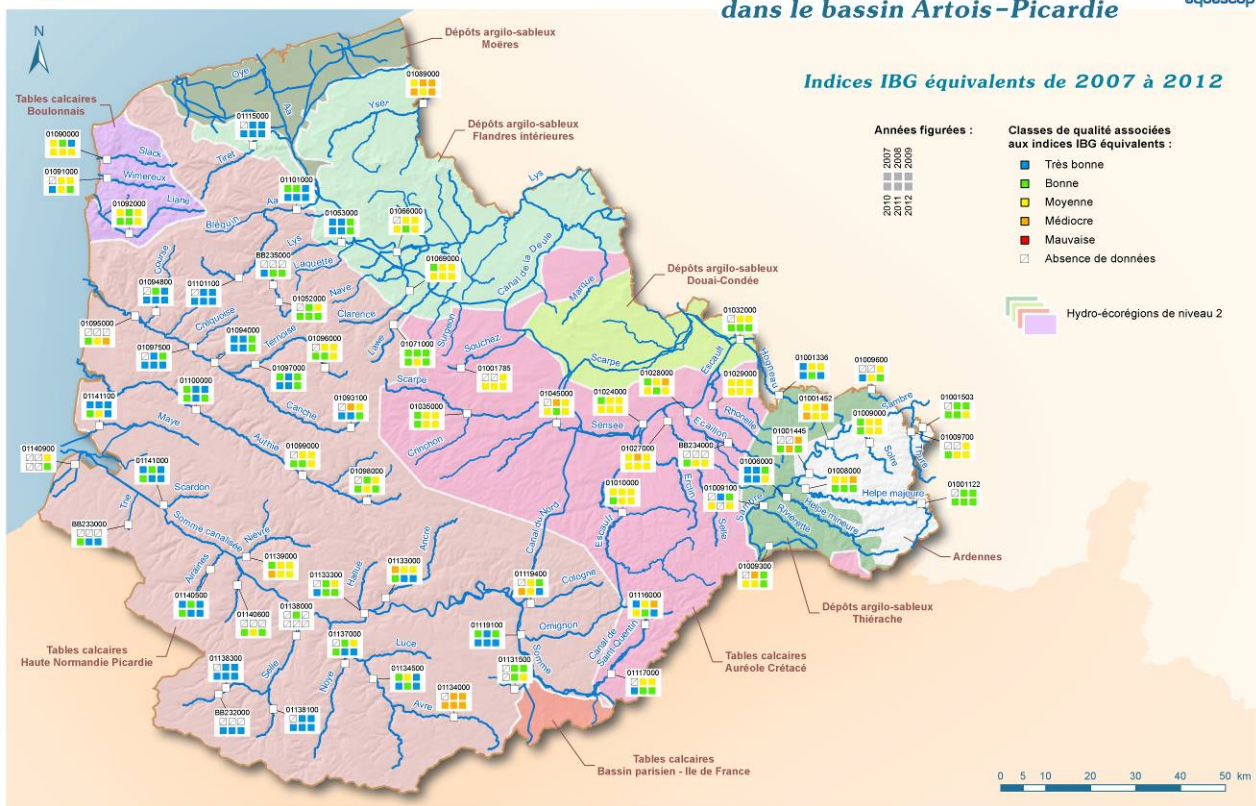 dans le bassin Artois-Picardie
aquascop
Indices IBG équivalents de 2007 à 2012
N
Années figurées :
2007
2008
2009
2010
2011
2012
Classes de qualité associées
aux indices IBG équivalents :
Très bonne
Bonne
Moyenne
Médiocre
Mauvaise
Absence de données
Hydro-écorégions de niveau 2
Dépôts argilo-sableux
Moëres
Tables calcaires
Boulonnais
Dépôts argilo-sableux
Flandres intérieures
Dépôts argilo-sableux
Douai-Condée
Ardennes
Dépôts argilo-sableux
Thiérache
Tables calcaires
Auréole Crétacé
Tables calcaires
Haute Normandie Picardie
Tables calcaires
Bassin parisien - Ile de France
Oye
Aa
Yser
01089000
01115000
Tiret
01090000
Slack
01091000
Wimereux
01092000
Liane
01101000
Aa
Bléquin
01053000
01066000
Lys
Lys
BB235000
Laquette
01069000
Canal de la Deule
Marque
Course
01094800
01101100
01052000
Nave
Clarence
Lawe
Surgeon
01095000
Créquoise
01094000
Ternoise
01096000
01097500
01097000
01071000
Souchez
01001785
Scarpe
Scarpe
Escault
01032000
Hogneau
01001336
01009600
Sambre
01001503
01009700
Thure
01001452
01009000
Solre
01028000
01029000
Rhonelle
Ecaillon
01045000
01024000
Sensée
01035000
Crinchon
01027000
BB234000
Erclin
Selle
01001445
01006000
01008000
Helpe majeure
01001122
Helpe mineure
Rivierette
Sambre
01009100
01009300
01010000
Escault
Canal du Nord
01141100
01100000
Canche
01093100
Maye
Authie
01140900
01141000
01099000
01098000
Scardon
Trie
BB233000
Somme canalisée
Nièvre
Airaines
01139000
Hallue
Ancre
01133000
01133300
01140500
01140600
01138000
01137000
Luce
01119400
Cologne
01119100
Omignon
01116000
Canal de
Saint-Quentin
Somme
01131500
01117000
01138300
Selle
Noye
01134500
01134000
Avre
BB232000
01138100
0 5 10 20 30 40 50 km